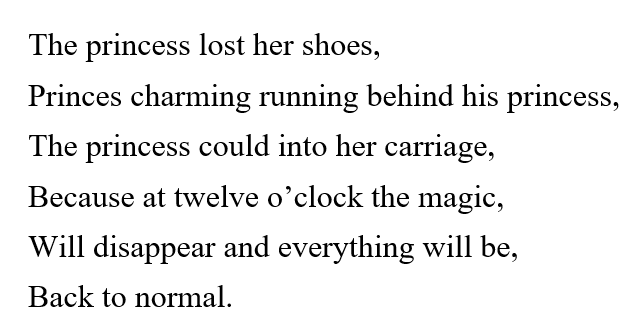 The princess lost her shoes,
Princes charming running behind his princess,
The princess could into her carriage,
Because at twelve o’clock the magic,
Will disappear and everything will be,
Back to normal.